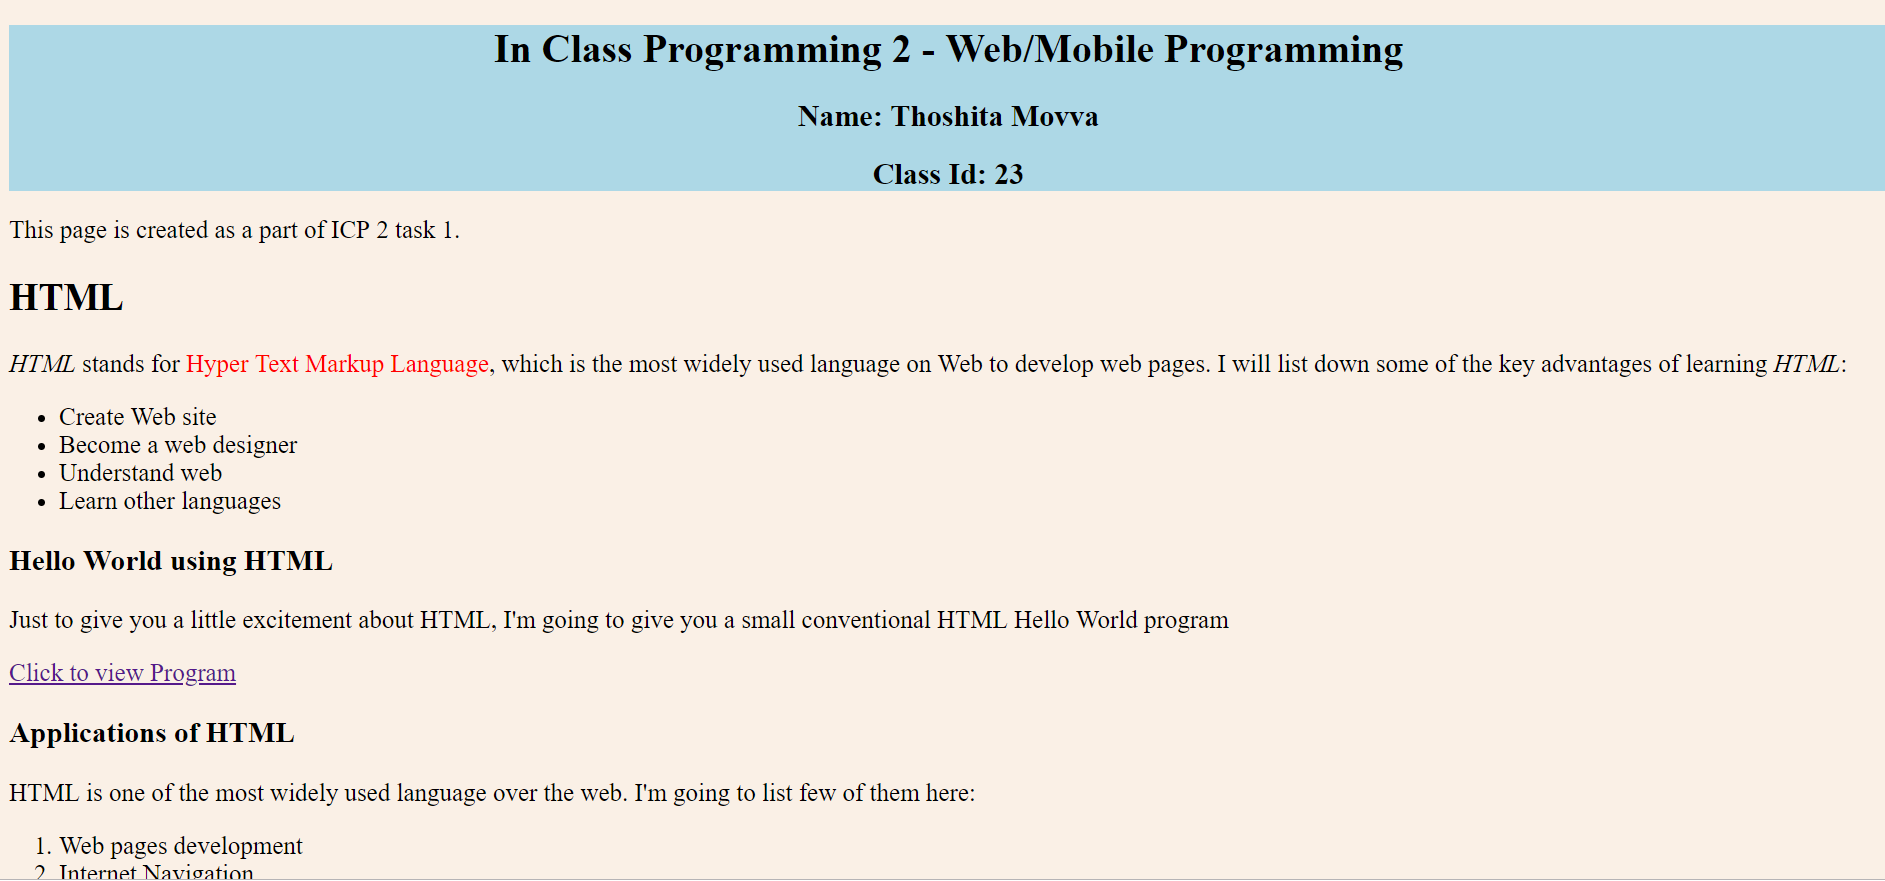 In Class Programming 2 - Web/Mobile Programming
Name: Thoshita Movva
Class Id: 23
This page is created as a part of ICP 2 task 1.
HTML
HTML stands for Hyper Text Markup Language, which is the most widely used language on Web to develop web pages. I will list down some of the key advantages of learning HTML:
• Create Web site
• Become a web designer
• Understand web
• Learn other languages
Hello World using HTML
Just to give you a little excitement about HTML, I'm going to give you a small conventional HTML Hello World program
Click to view Program
Applications of HTML
HTML is one of the most widely used language over the web. I'm going to list few of them here:
1. Web pages development
2. Internet Navigation